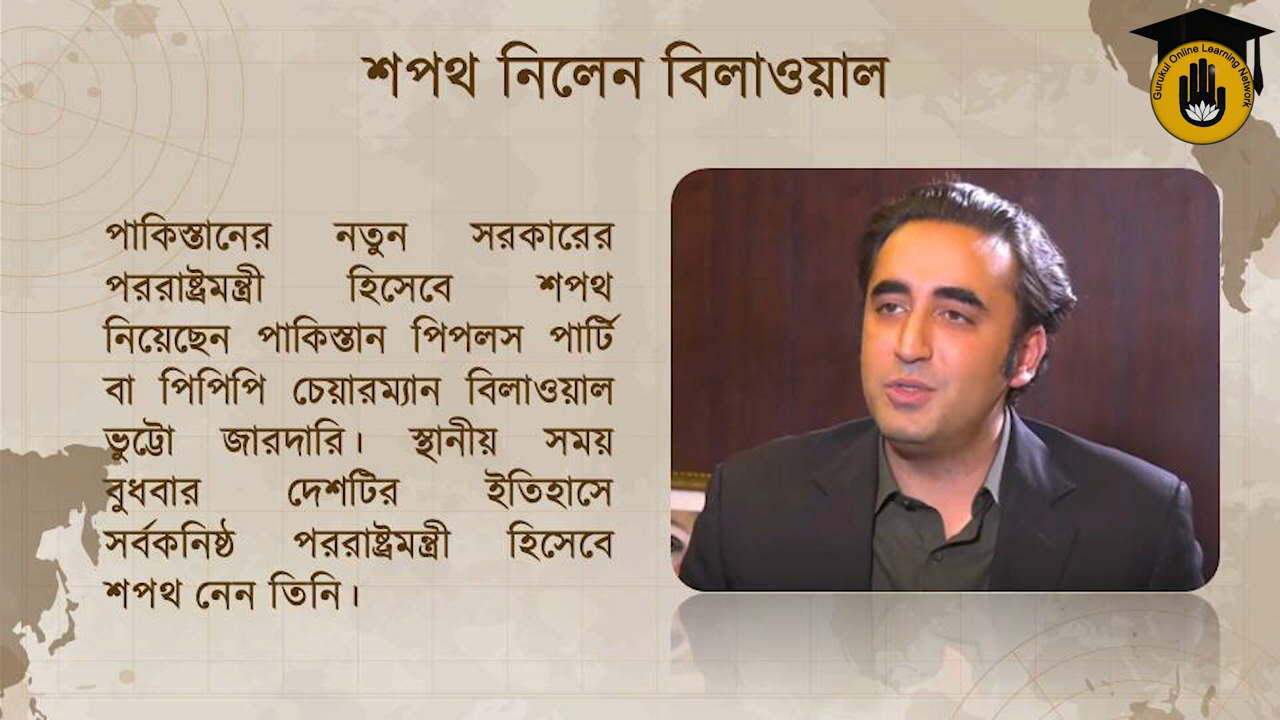 শপথ নিলেন বিলাওয়াল
Gurukul Online Learning Network
পাকিস্তানের নতুন সরকারের
পররাষ্ট্রমন্ত্রী হিসেবে শপথ
নিয়েছেন পাকিস্তান পিপলস পার্টি
বা পিপিপি চেয়ারম্যান বিলাওয়াল
ভুট্টো জারদারি। স্থানীয় সময়
বুধবার দেশটির ইতিহাসে
সর্বকনিষ্ঠ পররাষ্ট্রমন্ত্রী হিসেবে
শপথ নেন তিনি।